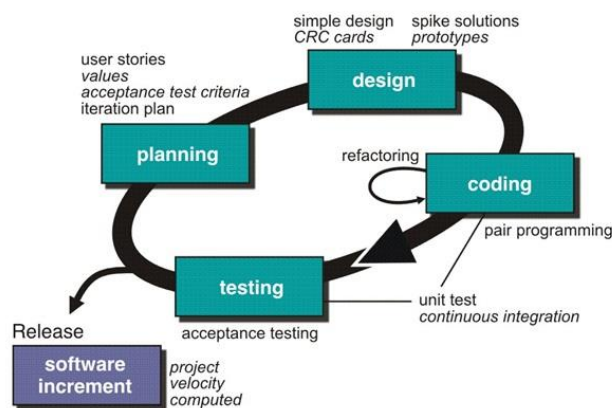 simple design
CRC cards
spike solutions
prototypes
design
user stories
values
acceptance test criteria
iteration plan
planning
refactoring
coding
pair programming
testing
unit test
continuous integration
acceptance testing
Release
software
increment
project
velocity
computed